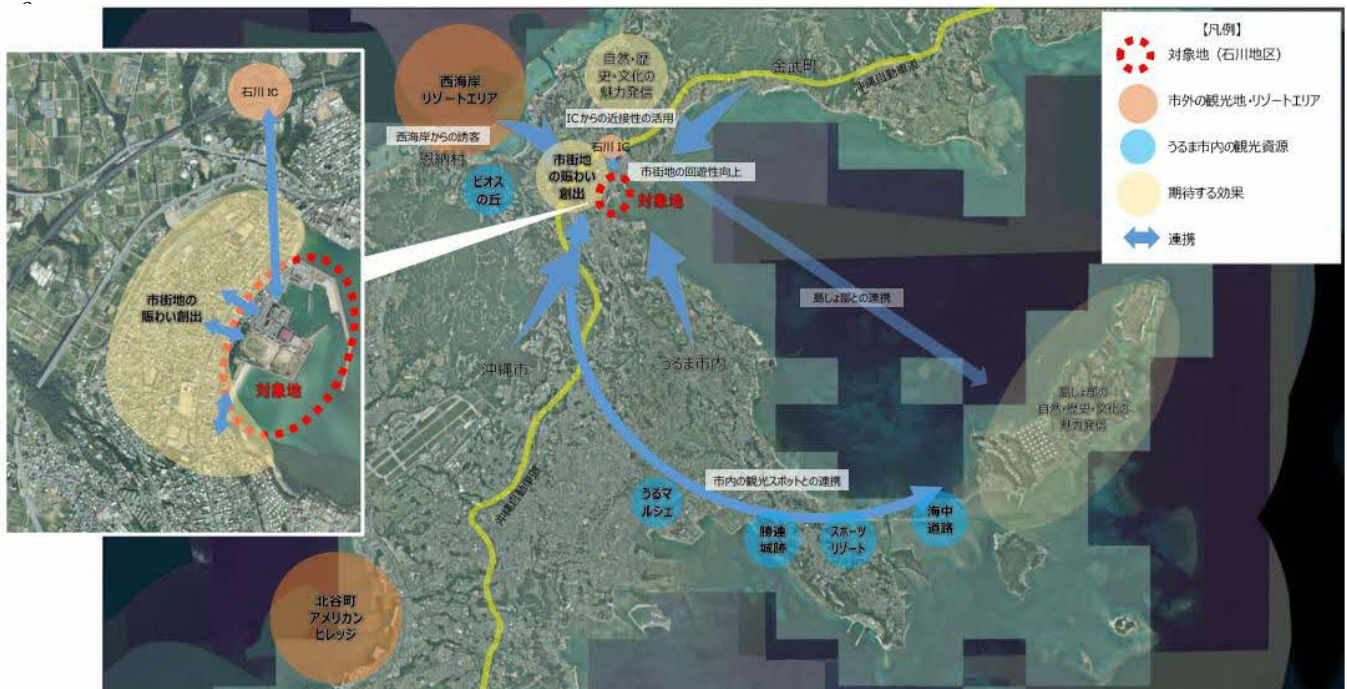 石川 IC
市街地の
賑わい創出
対象地
西海岸
リゾートエリア
自然・歴
史・文化の
魅力発信
金武町
沖縄自動車道
ICからの近接性の活用
西海岸からの誘客
恩納村
石川 IC
市街地
の賑わい
創出
市街地の回遊性向上
ビオス
の丘
対象地
島しょ部との連携
沖縄市
うるま市内
島しょ部の
自然・歴史・文化の
魅力発信
沖縄自動車道
市内の観光スポットとの連携
うるマ
ルシェ
勝連
城跡
スポーツ
リゾート
海中
道路
北谷町
アメリカン
ビレッジ
【凡例】
対象地（石川地区）
市外の観光地・リゾートエリア
うるま市内の観光資源
期待する効果
連携